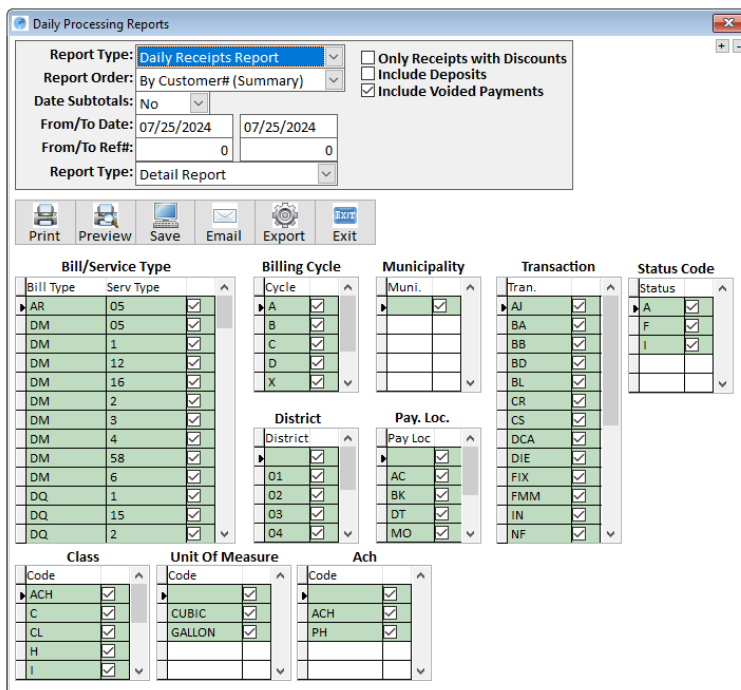 Daily Processing Reports
Report Type: Daily Receipts Report
Report Order: By Customer# (Summary)
Date Subtotals: No
From/To Date: 07/25/2024 07/25/2024
From/To Ref#: 0 0
Report Type: Detail Report
Only Receipts with Discounts
Include Deposits
Include Voided Payments
+ -
Print Preview Save Email Export EXIT Exit
Bill/Service Type
Bill Type Serv Type
AR 05
DM 05
DM 1
DM 12
DM 16
DM 2
DM 3
DM 4
DM 58
DM 6
DQ 1
DQ 15
DQ 2
Billing Cycle
Cycle
A
B
C
D
X
Municipality
Muni.
Transaction
Tran.
AJ
BA
BB
BD
BL
CR
CS
DCA
DIE
FIX
FMM
IN
NF
Status Code
Status
A
F
I
District
District
01
02
03
04
Pay. Loc.
Pay Loc
AC
BK
DT
MO
Class
Code
ACH
C
CL
H
I
Unit Of Measure
Code
CUBIC
GALLON
Ach
Code
ACH
PH